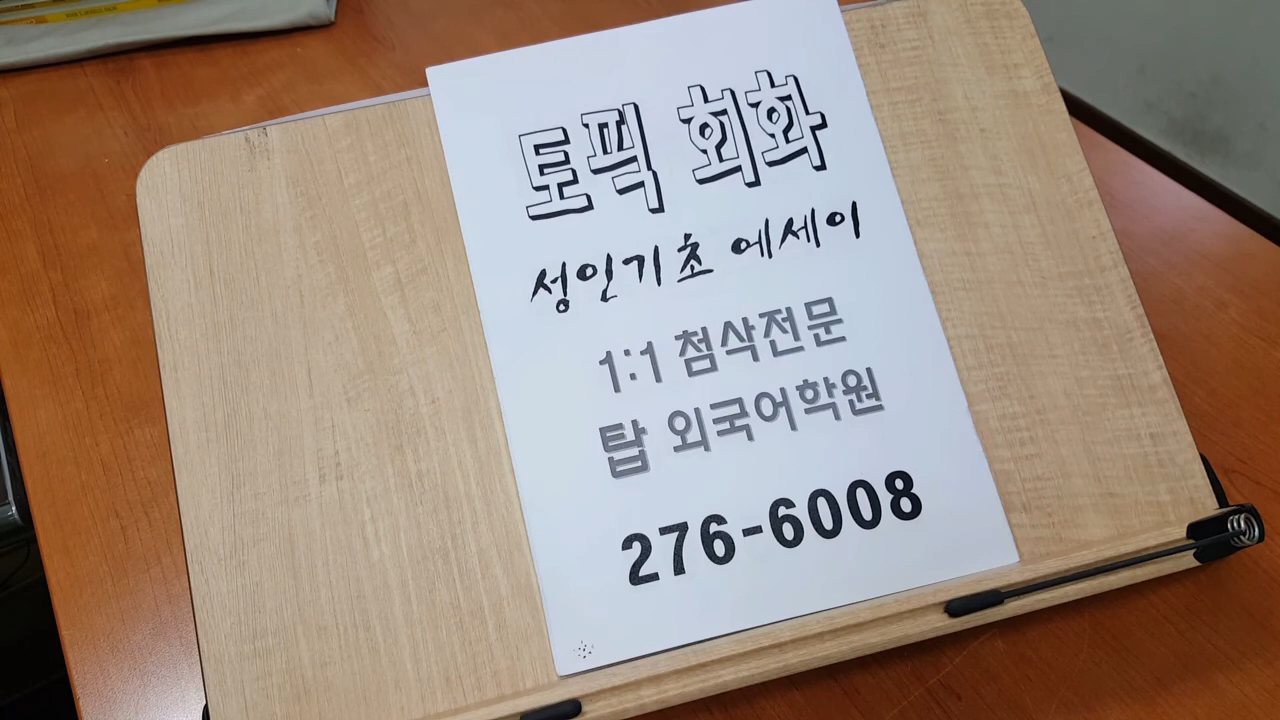 토픽 회화
성인기초 에세이
1:1 첨삭전문
탑 외국어학원
276-6008